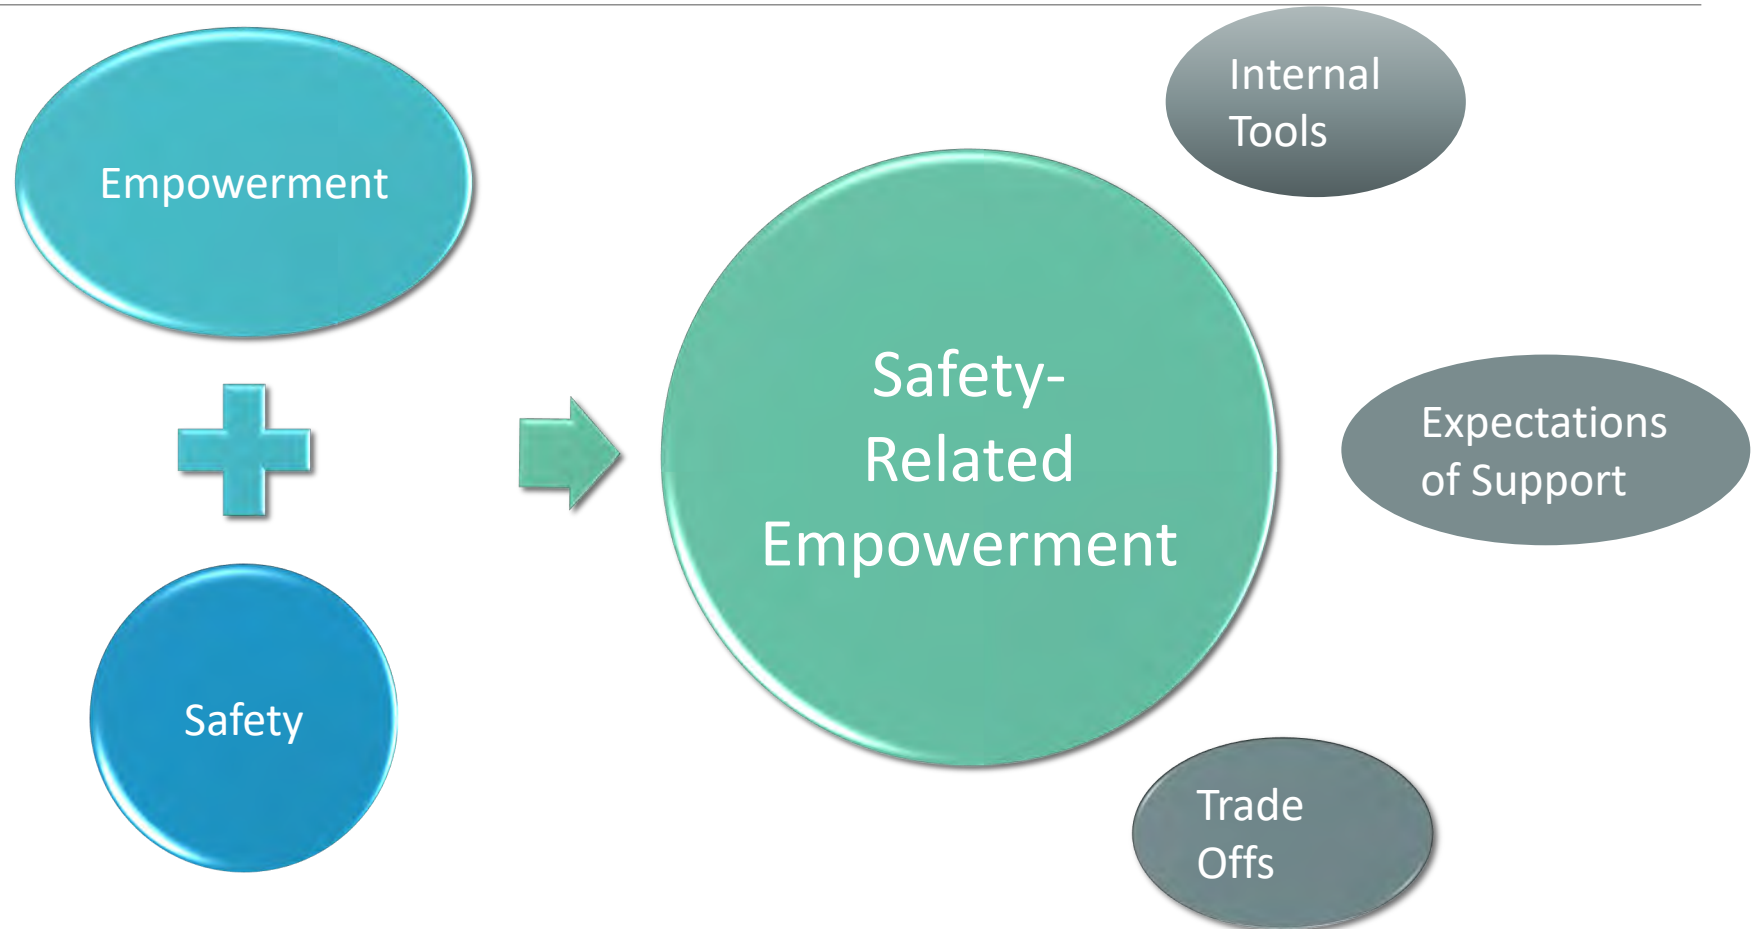 Empowerment
Safety
Safety-
Related
Empowerment
Internal
Tools
Expectations
of Support
Trade
Offs